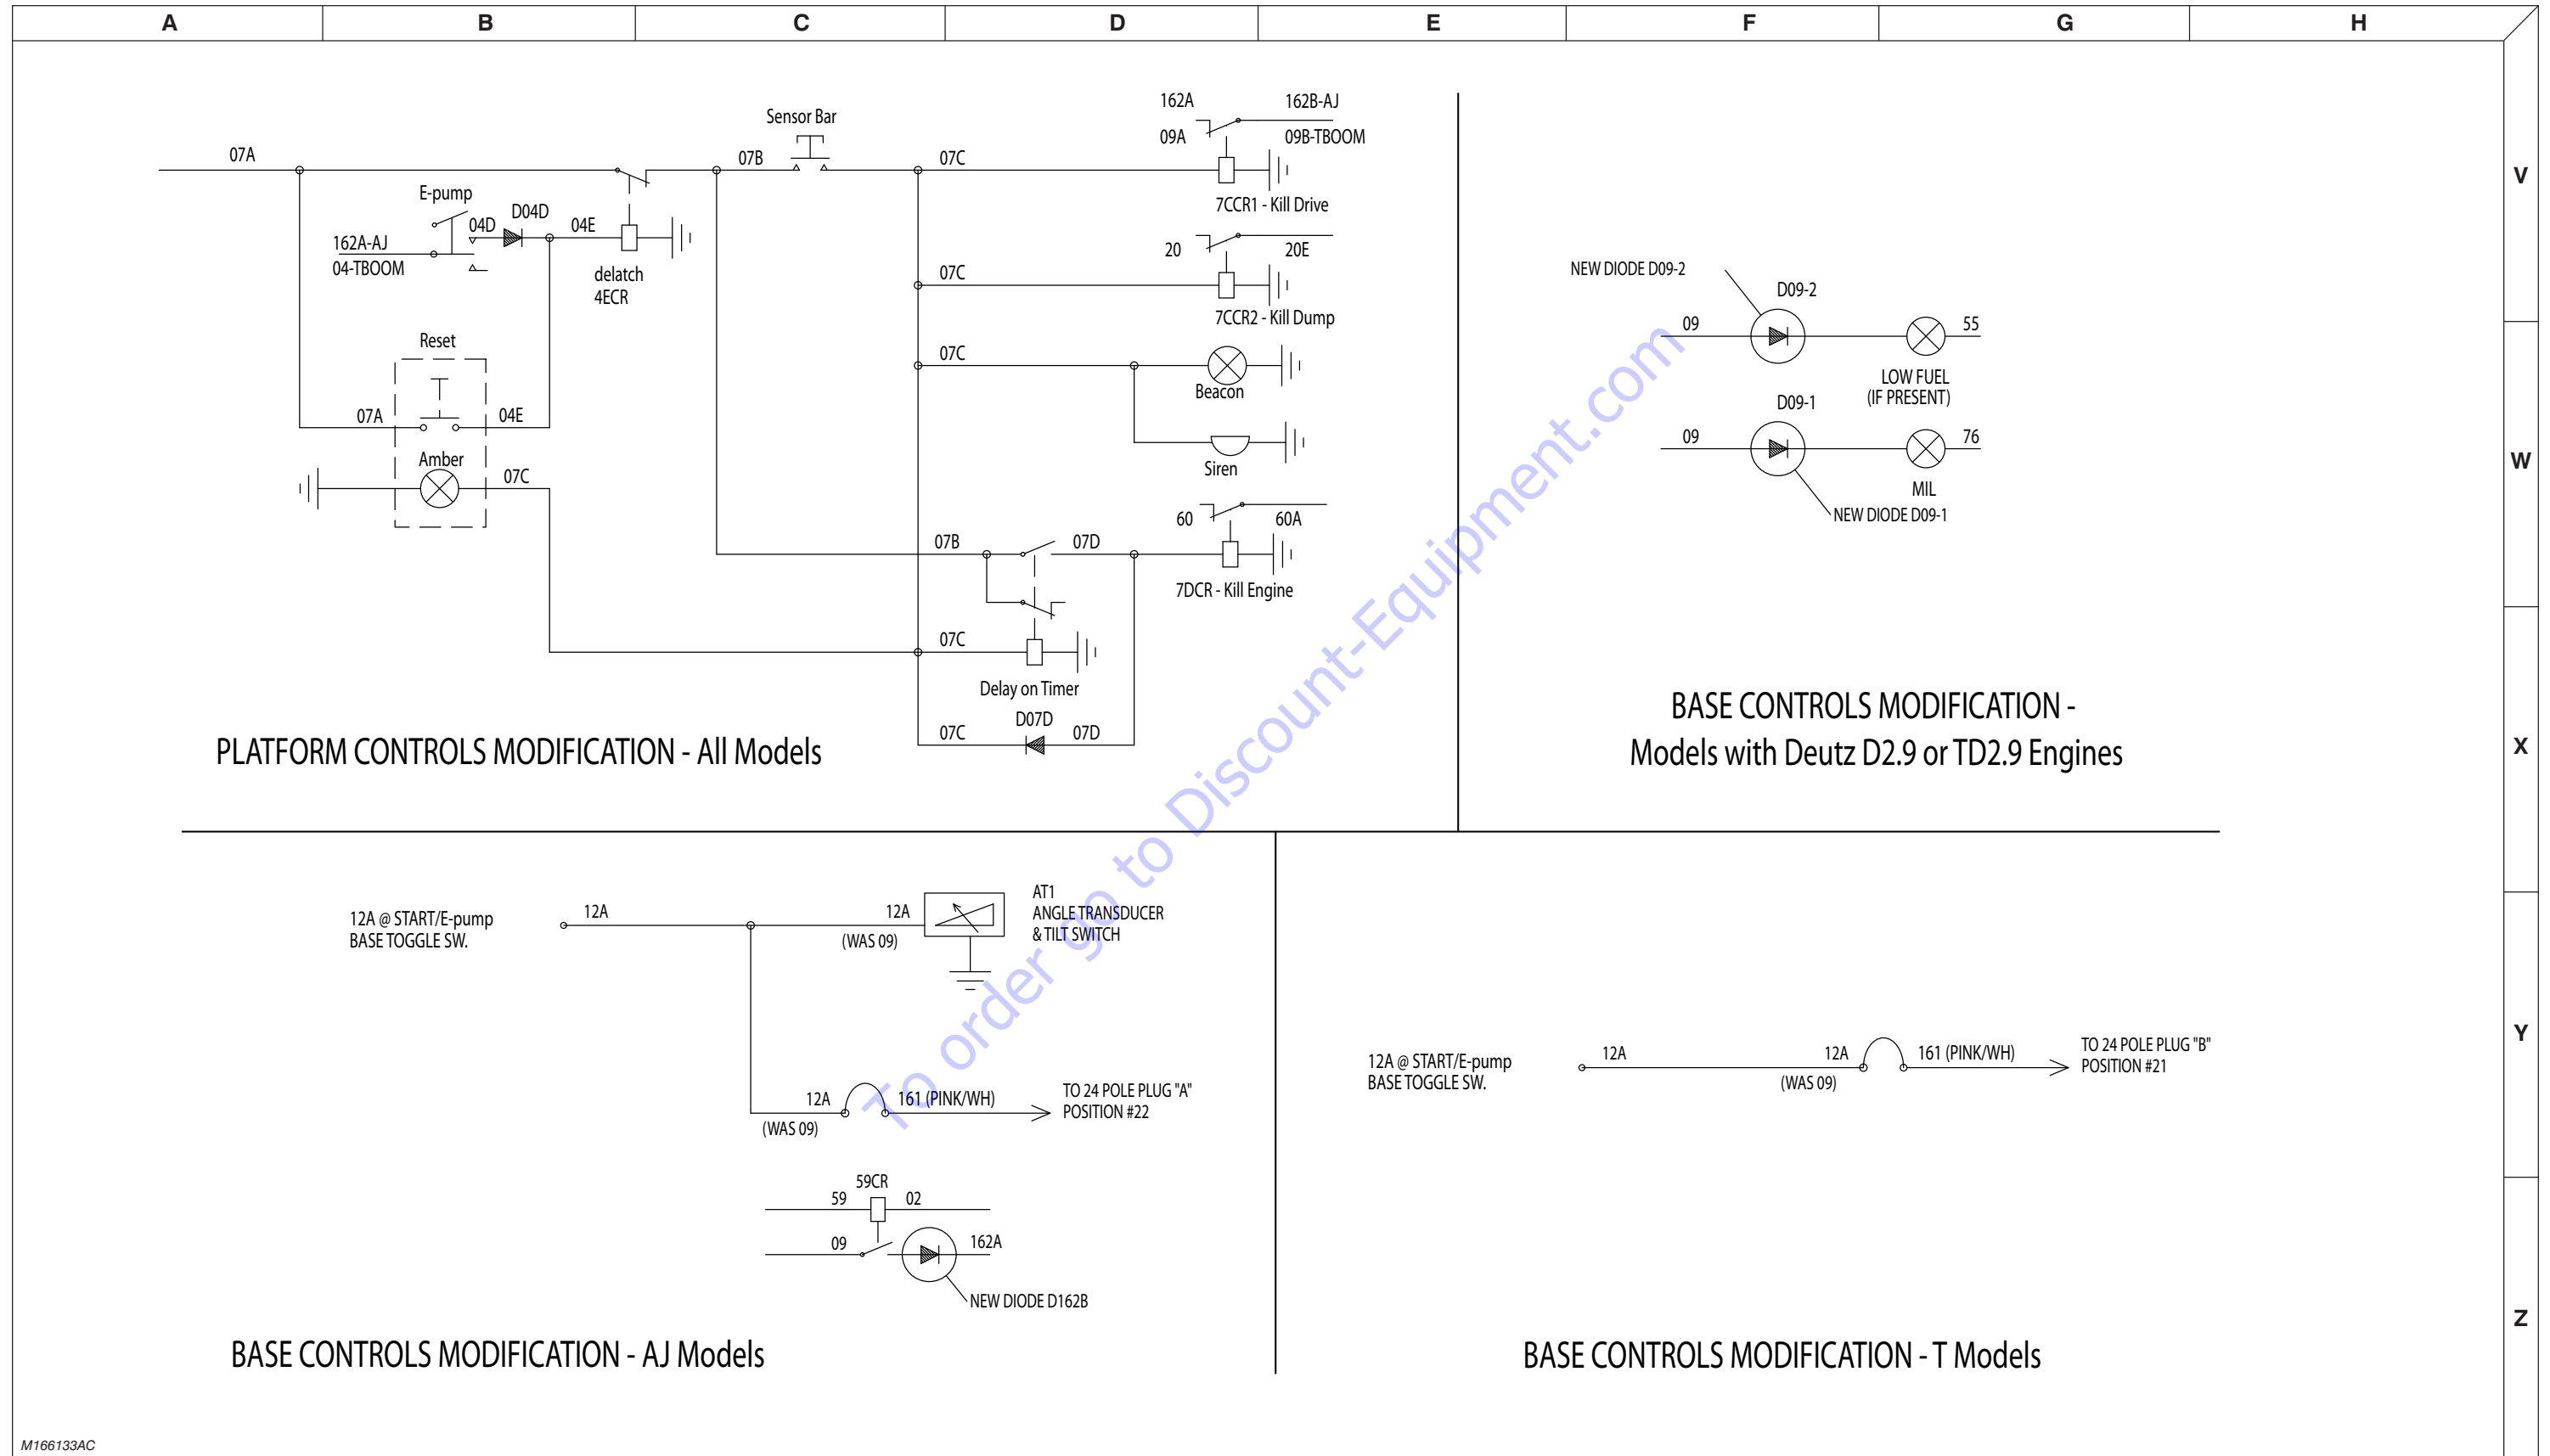 A B C D E F G H
V
W
X
Y
Z
07A
E-pump
04D
D04D
04E
162A-AJ
04-TBOOM
delatch
4ECR
Reset
07A
04E
Amber
07C
07B
Sensor Bar
07C
162A
162B-AJ
09A
09B-TBOOM
7CCR1 - Kill Drive
20
20E
07C
7CCR2 - Kill Dump
07C
Beacon
Siren
60
60A
07B
07D
7DCR - Kill Engine
07C
Delay on Timer
D07D
07C
07D
PLATFORM CONTROLS MODIFICATION - All Models
NEW DIODE D09-2
D09-2
09
55
LOW FUEL
(IF PRESENT)
D09-1
09
76
MIL
NEW DIODE D09-1
BASE CONTROLS MODIFICATION -
Models with Deutz D2.9 or TD2.9 Engines
12A @ START/E-pump
BASE TOGGLE SW.
12A
12A
(WAS 09)
AT1
ANGLE TRANSDUCER
& TILT SWITCH
12A
(WAS 09)
161 (PINK/WH)
TO 24 POLE PLUG "A"
POSITION #22
59CR
59
02
09
162A
NEW DIODE D162B
BASE CONTROLS MODIFICATION - AJ Models
12A @ START/E-pump
BASE TOGGLE SW.
12A
12A
(WAS 09)
161 (PINK/WH)
TO 24 POLE PLUG "B"
POSITION #21
BASE CONTROLS MODIFICATION - T Models
To order go to Discount-Equipment.com
M166133AC